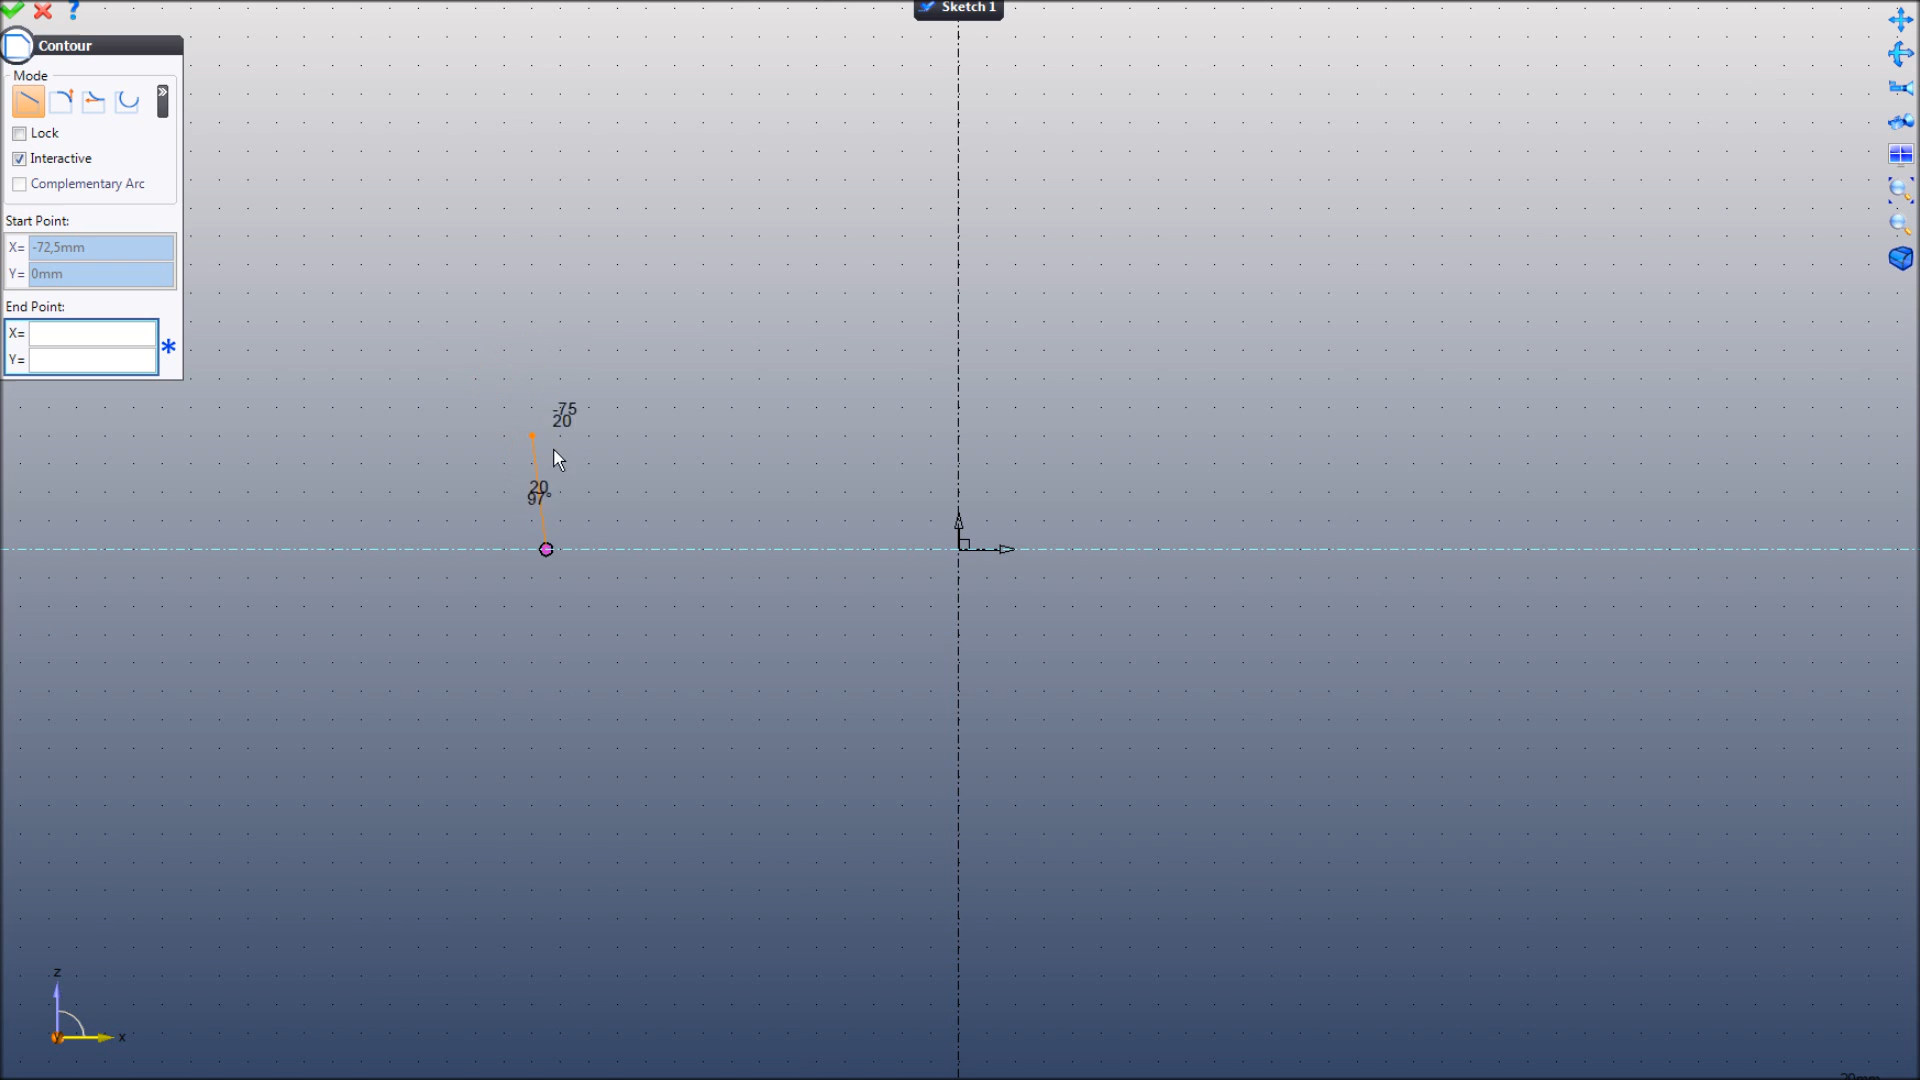 Sketch 1
Contour
Mode
Lock
Interactive
Complementary Arc
Start Point:
X= -72,5mm
Y= 0mm
End Point:
X=
Y=
-75
20
20
97°
z
x